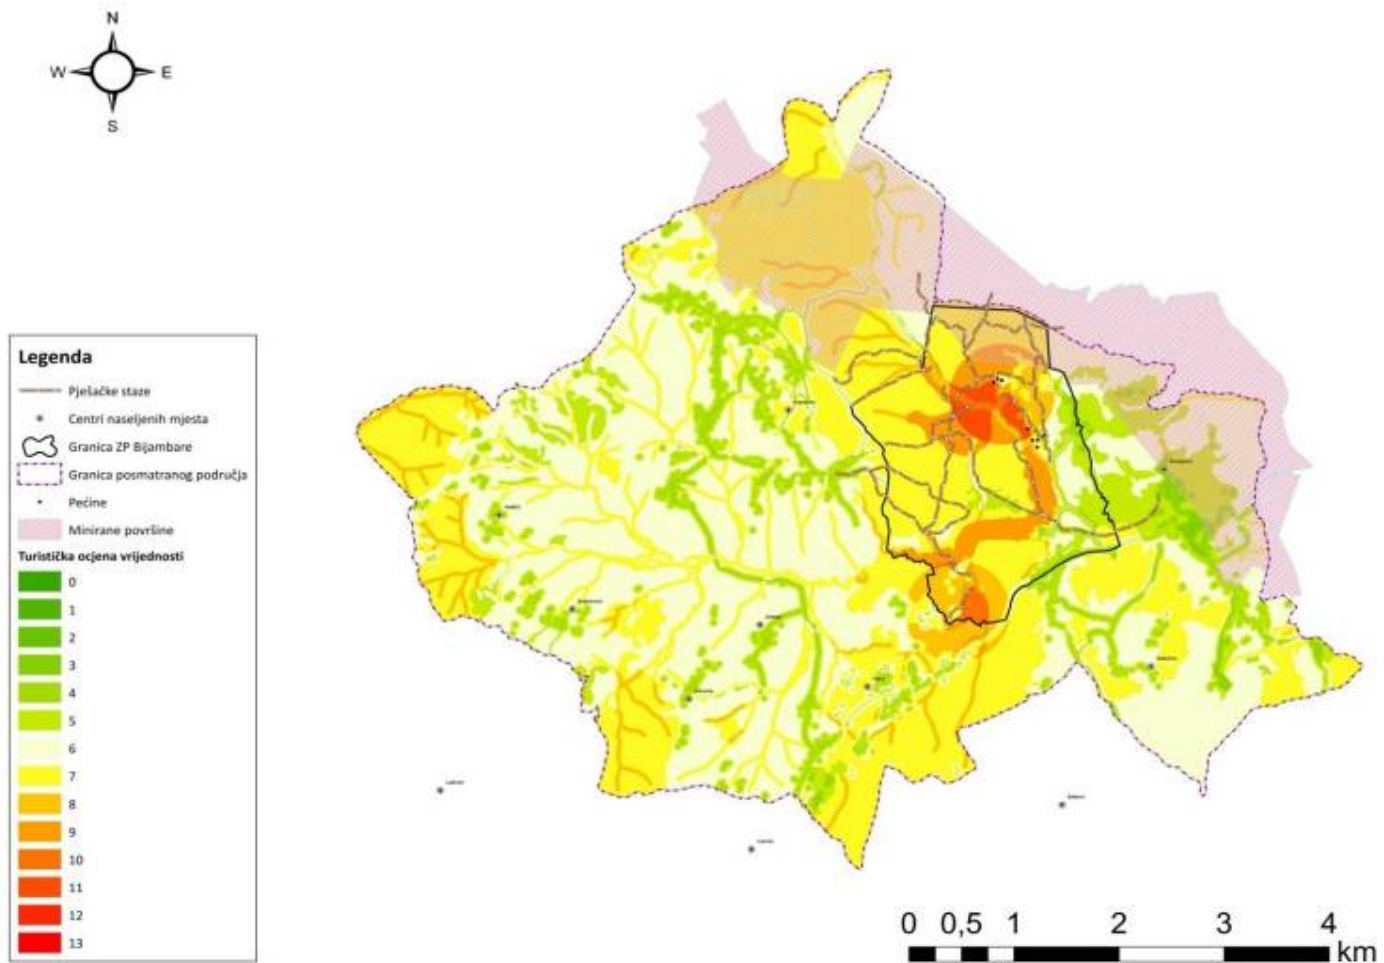 N
W E
S
Legenda
Pješačke staze
Centri naseljenih mjesta
Granica ZP Bijambare
Granica posmatranog područja
Pećine
Minirane površine
Turistička ocjena vrijednosti
0
1
2
3
4
5
6
7
8
9
10
11
12
13
0 0,5 1 2 3 4
km